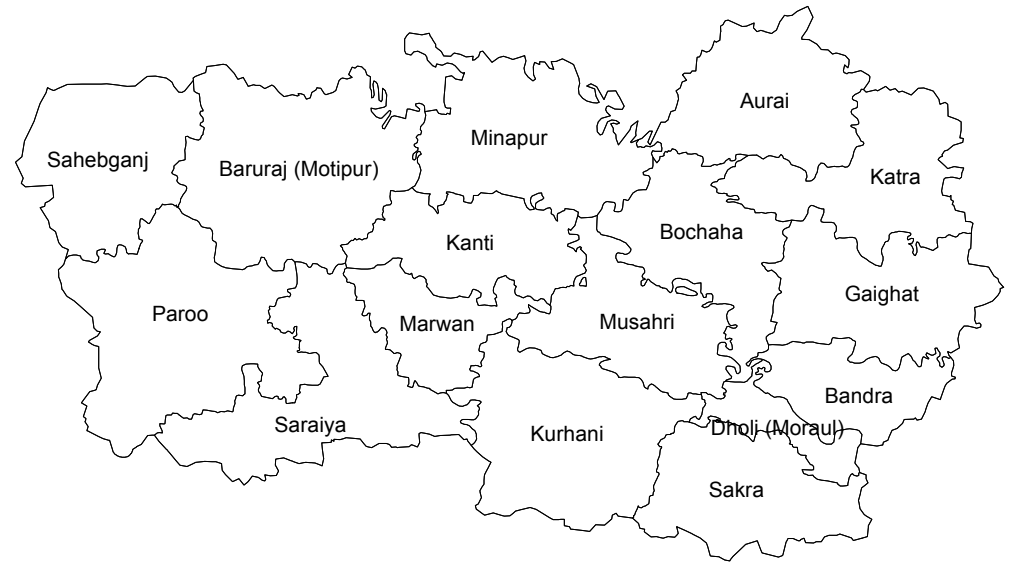 Aurai
Minapur
Sahebganj
Baruraj (Motipur)
Katra
Bochaha
Kanti
Gaighat
Paroo
Marwan
Musahri
Bandra
Saraiya
Kurhani
Dholi (Moraul)
Sakra